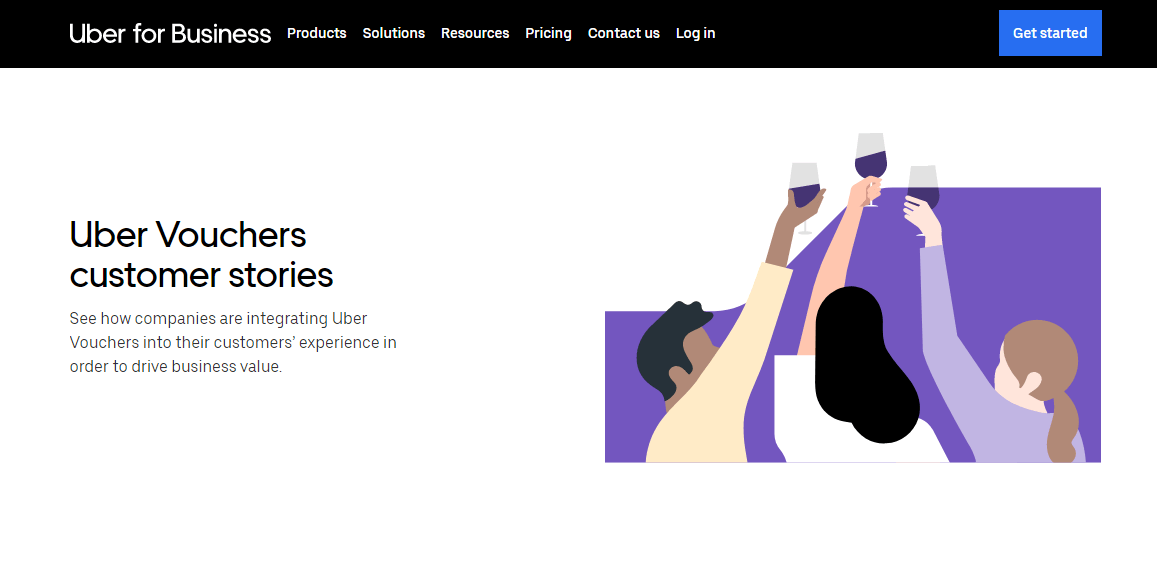 Uber for Business Products Solutions Resources Pricing Contact us Log in Get started
Uber Vouchers
customer stories
See how companies are integrating Uber
Vouchers into their customers’ experience in
order to drive business value.